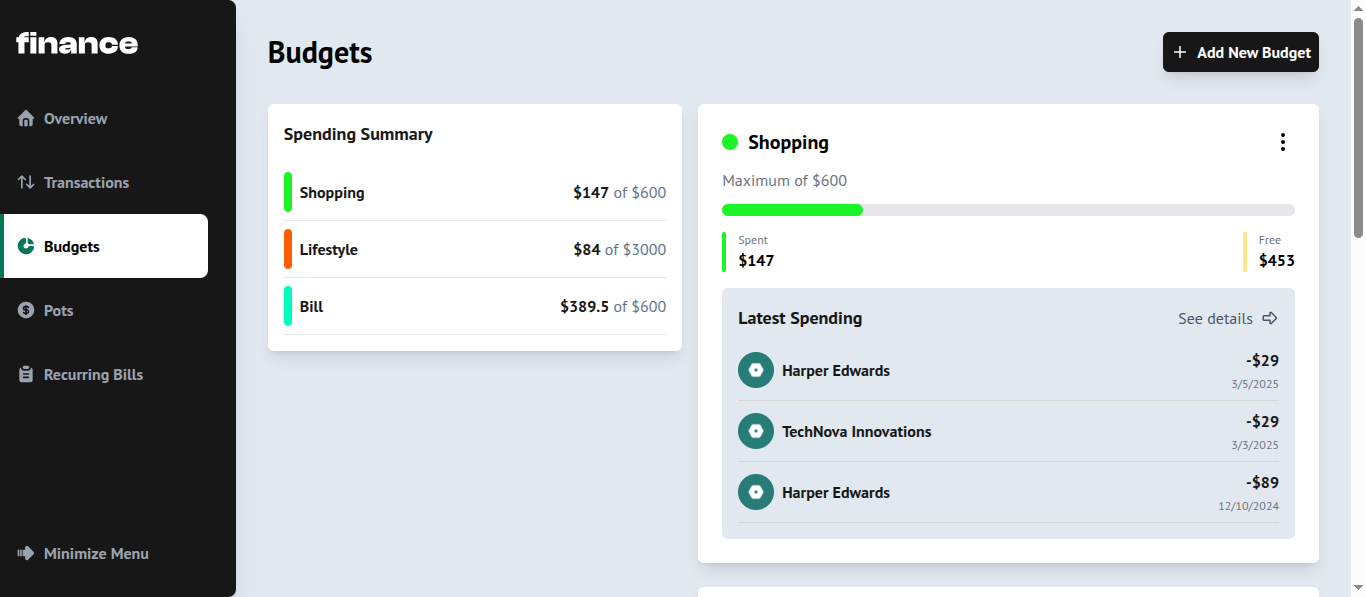 finance
Overview
Transactions
Budgets
Pots
Recurring Bills
Minimize Menu
Budgets
Add New Budget
Spending Summary
Shopping $147 of $600
Lifestyle $84 of $3000
Bill $389.5 of $600
Shopping
Maximum of $600
Spent
$147
Free
$453
Latest Spending See details
Harper Edwards -$29
3/5/2025
TechNova Innovations -$29
3/3/2025
Harper Edwards -$89
12/10/2024